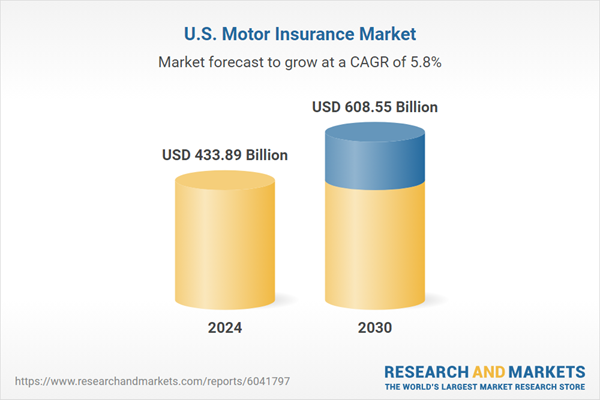 U.S. Motor Insurance Market
Market forecast to grow at a CAGR of 5.8%
USD 608.55 Billion
USD 433.89 Billion
2024
2030
https://www.researchandmarkets.com/reports/6041797
RESEARCH AND MARKETS
THE WORLD'S LARGEST MARKET RESEARCH STORE